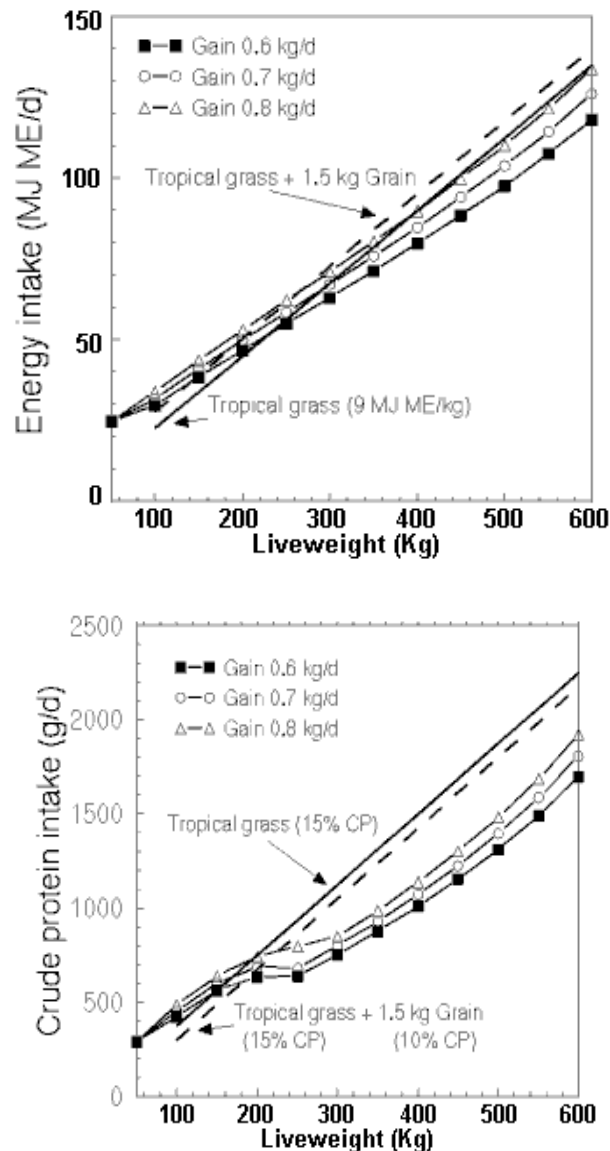 150
Gain 0.6 kg/d
Gain 0.7 kg/d
Gain 0.8 kg/d
Tropical grass + 1.5 kg Grain
100
50
Tropical grass (9 MJ ME/kg)
0
Energy intake (MJ ME/d)
100 200 300 400 500 600
Liveweight (Kg)
2500
Gain 0.6 kg/d
Gain 0.7 kg/d
Gain 0.8 kg/d
2000
1500
Tropical grass (15% CP)
1000
500
Tropical grass + 1.5 kg Grain
(15% CP) (10% CP)
0
Crude protein intake (g/d)
100 200 300 400 500 600
Liveweight (Kg)